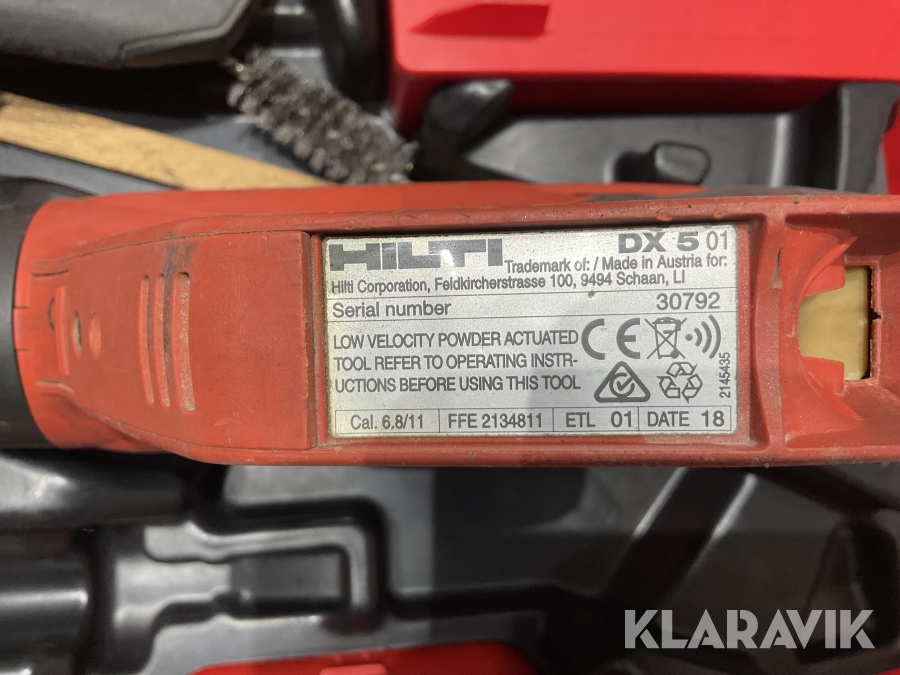 HILTI DX 5 01
Trademark of: / Made in Austria for:
Hilti Corporation, Feldkircherstrasse 100, 9494 Schaan, LI
Serial number 30792
LOW VELOCITY POWDER ACTUATED
TOOL REFER TO OPERATING INSTR-
UCTIONS BEFORE USING THIS TOOL
CE
2145435
Cal. 6.8/11 FFE 2134811 ETL 01 DATE 18
KLARAVIK